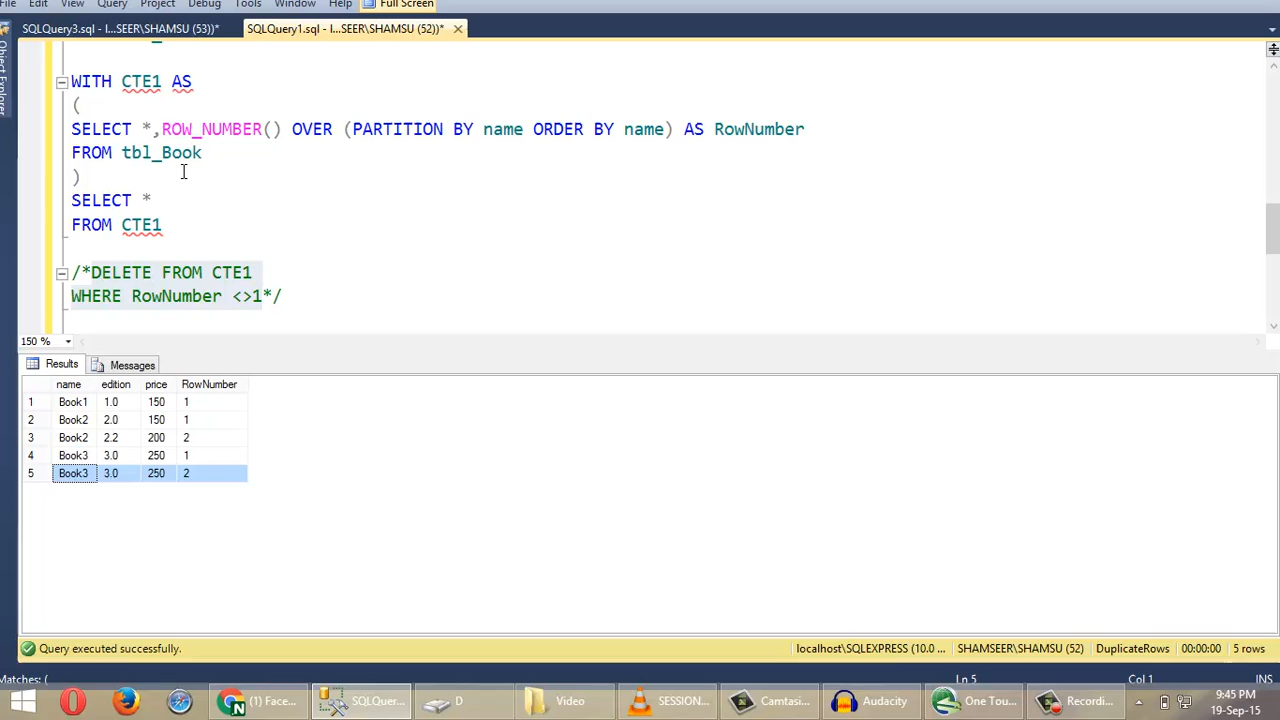 File Edit View Query Project Debug Tools Window Help Full Screen
SQLQuery3.sql - I...SEER\SHAMSU (53))* SQLQuery1.sql - I...SEER\SHAMSU (52))*
Object Explorer
WITH CTE1 AS
(
SELECT *,ROW_NUMBER() OVER (PARTITION BY name ORDER BY name) AS RowNumber
FROM tbl_Book
)
SELECT *
FROM CTE1
/*DELETE FROM CTE1
WHERE RowNumber <>1*/
150 %
Results Messages
name edition price RowNumber
1 Book1 1.0 150 1
2 Book2 2.0 150 1
3 Book2 2.2 200 2
4 Book3 3.0 250 1
5 Book3 3.0 250 2
Query executed successfully. localhost\SQLEXPRESS (10.0 ... SHAMSEER\SHAMSU (52) DuplicateRows 00:00:00 5 rows
Matches: ( Ln 5 Col 1 INS
(1) Face... SQLQuer... D Video SESSION... Camtasi... Audacity One Tou... Recordi... 9:45 PM
19-Sep-15